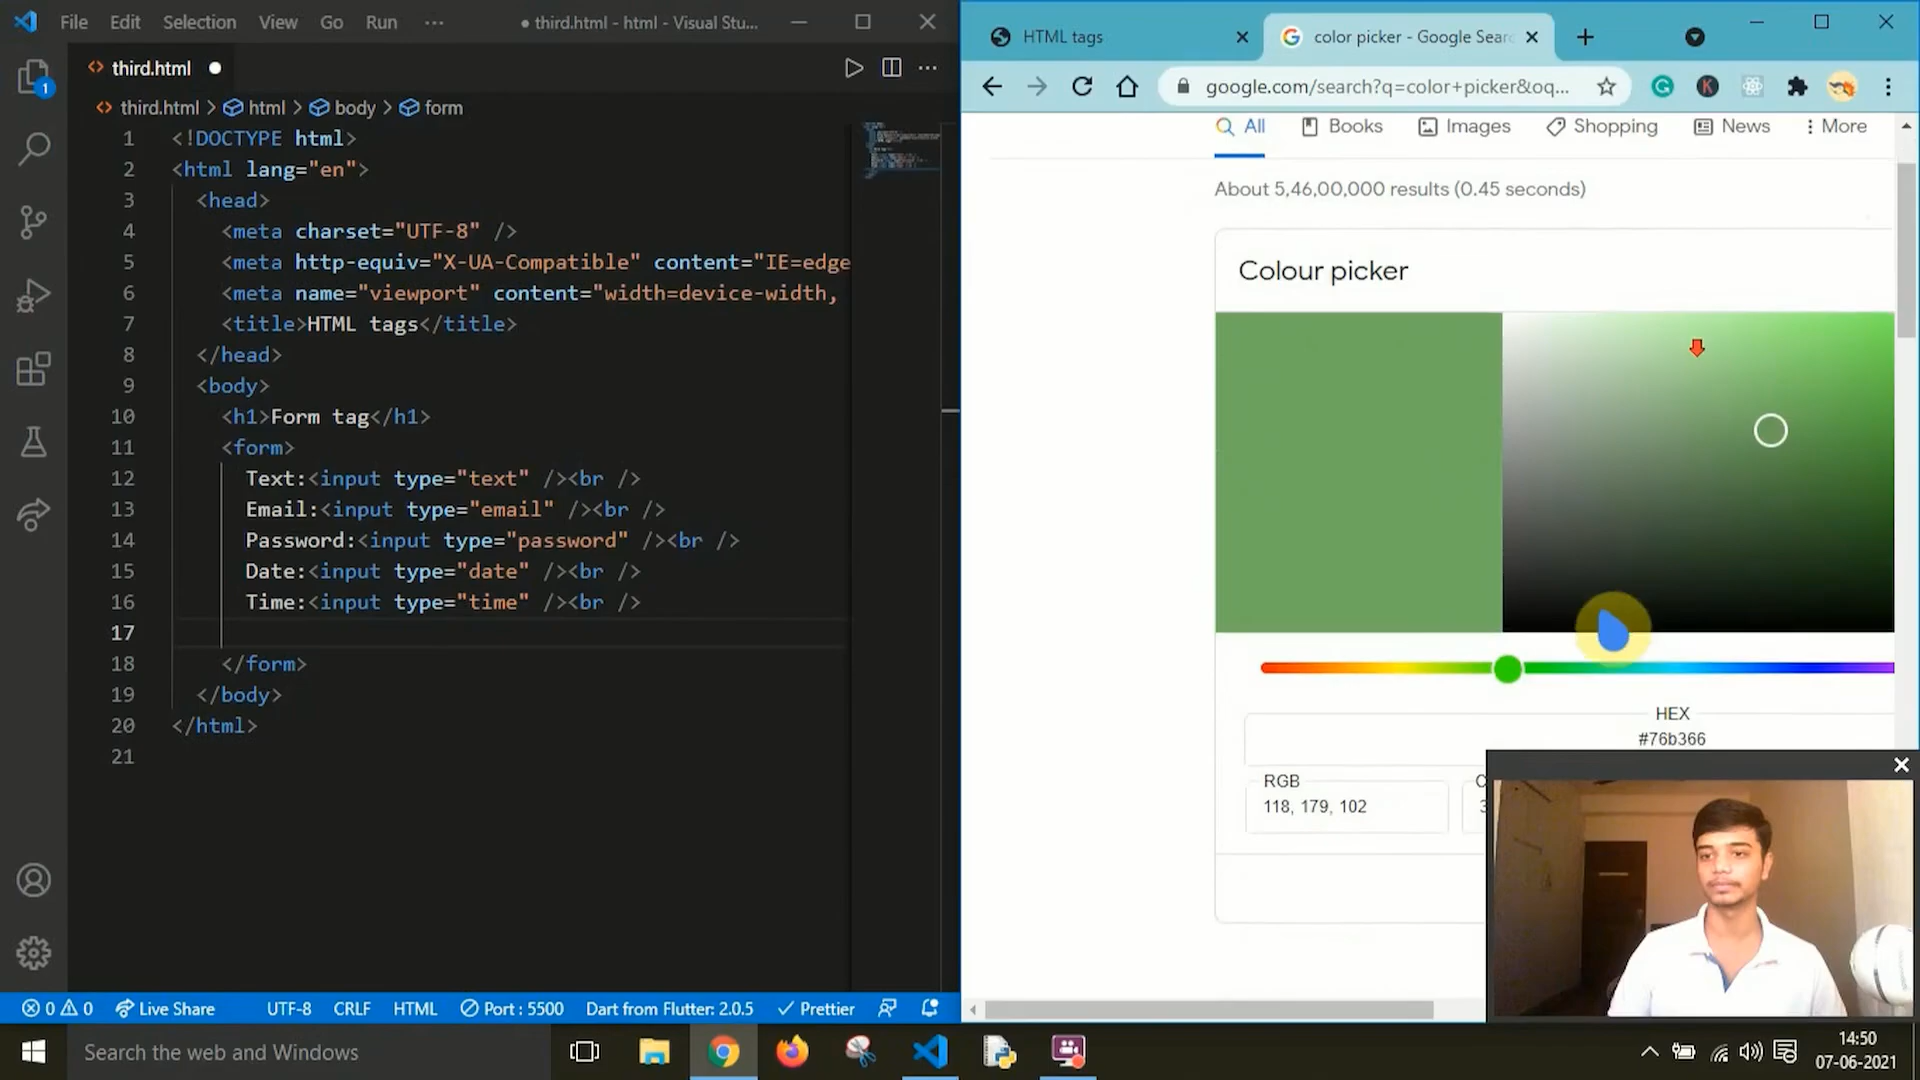 File Edit Selection View Go Run ··· ● third.html - html - Visual Stu...
third.html
third.html > html > body > form
1 <!DOCTYPE html>
2 <html lang="en">
3 <head>
4 <meta charset="UTF-8" />
5 <meta http-equiv="X-UA-Compatible" content="IE=edge
6 <meta name="viewport" content="width=device-width,
7 <title>HTML tags</title>
8 </head>
9 <body>
10 <h1>Form tag</h1>
11 <form>
12 Text:<input type="text" /><br />
13 Email:<input type="email" /><br />
14 Password:<input type="password" /><br />
15 Date:<input type="date" /><br />
16 Time:<input type="time" /><br />
17
18 </form>
19 </body>
20 </html>
21
1
0 0 Live Share UTF-8 CRLF HTML Port : 5500 Dart from Flutter: 2.0.5 Prettier
HTML tags
color picker - Google Searc
google.com/search?q=color+picker&oq...
K
All Books Images Shopping News More
About 5,46,00,000 results (0.45 seconds)
Colour picker
HEX
#76b366
RGB
118, 179, 102
Search the web and Windows
14:50
07-06-2021